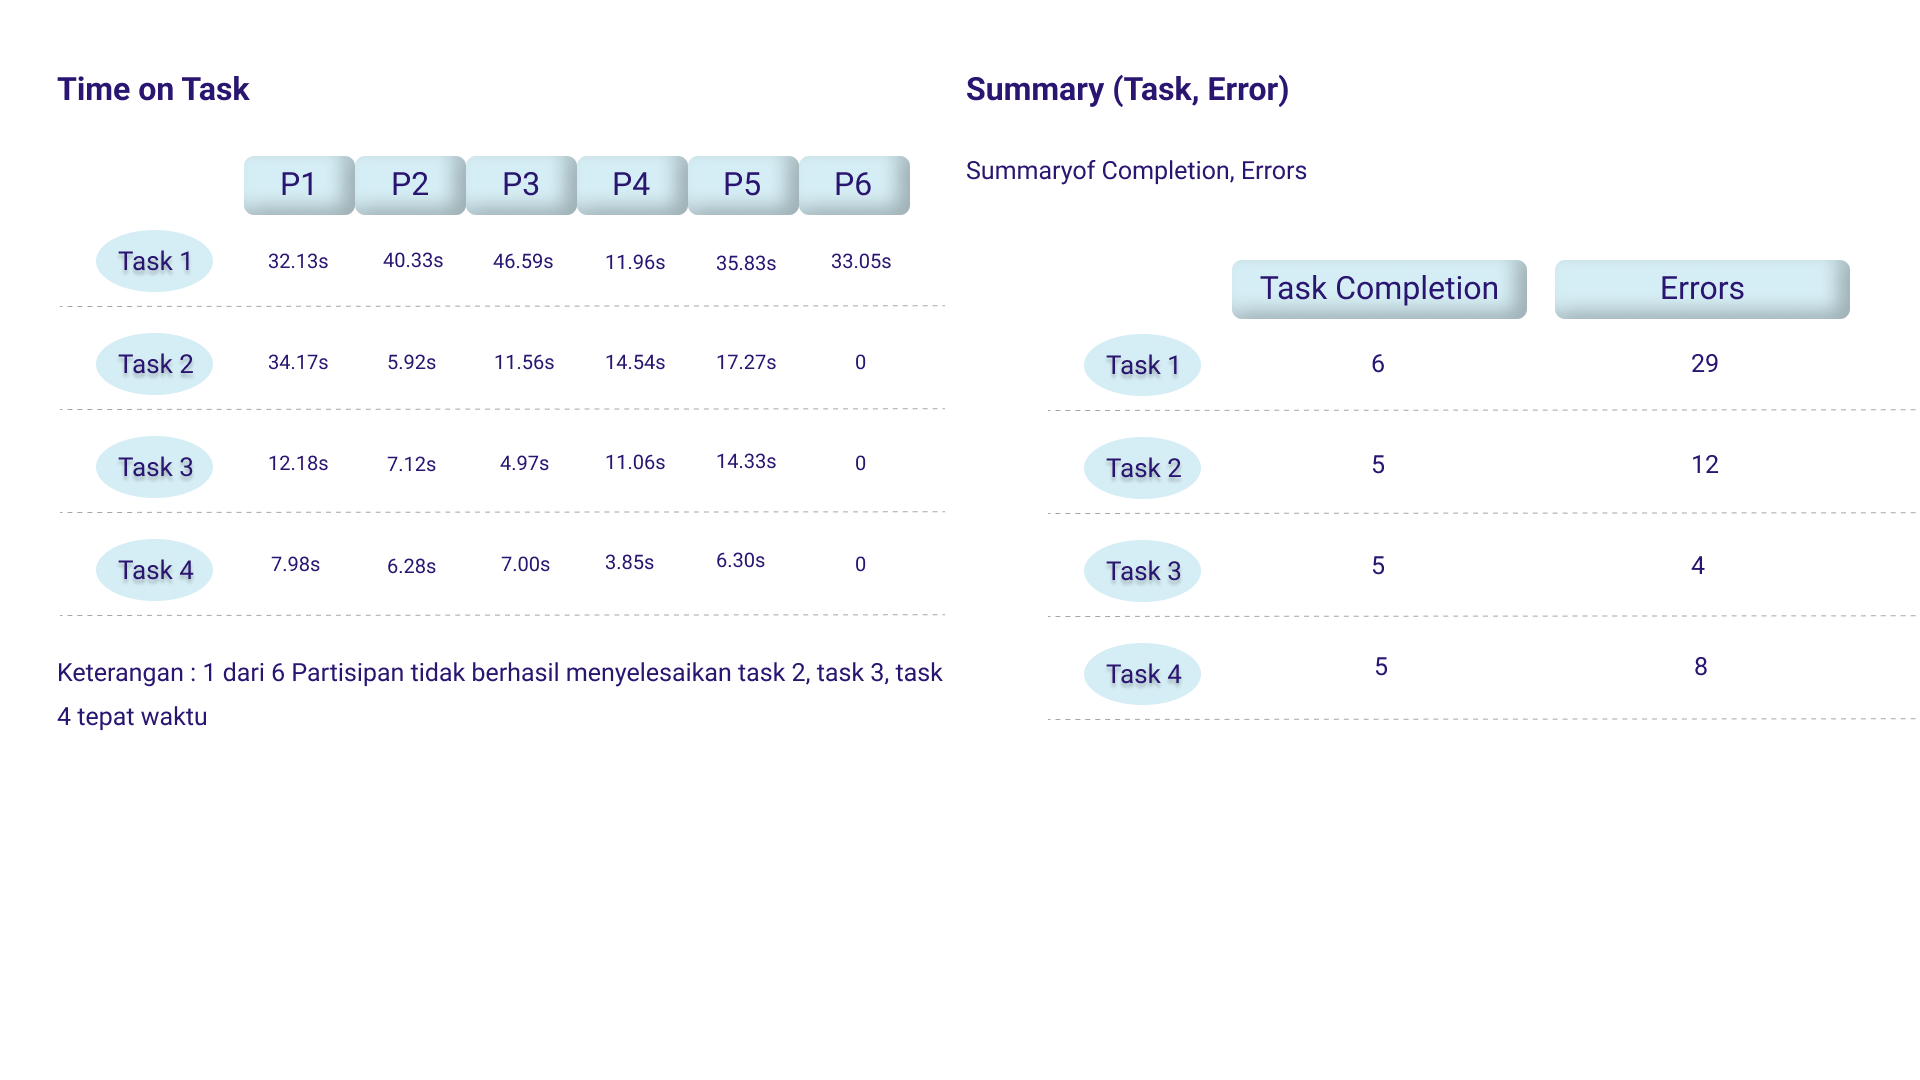 Time on Task
P1 P2 P3 P4 P5 P6
Task 1 32.13s 40.33s 46.59s 11.96s 35.83s 33.05s
Task 2 34.17s 5.92s 11.56s 14.54s 17.27s 0
Task 3 12.18s 7.12s 4.97s 11.06s 14.33s 0
Task 4 7.98s 6.28s 7.00s 3.85s 6.30s 0
Keterangan : 1 dari 6 Partisipan tidak berhasil menyelesaikan task 2, task 3, task
4 tepat waktu
Summary (Task, Error)
Summaryof Completion, Errors
Task Completion Errors
Task 1 6 29
Task 2 5 12
Task 3 5 4
Task 4 5 8